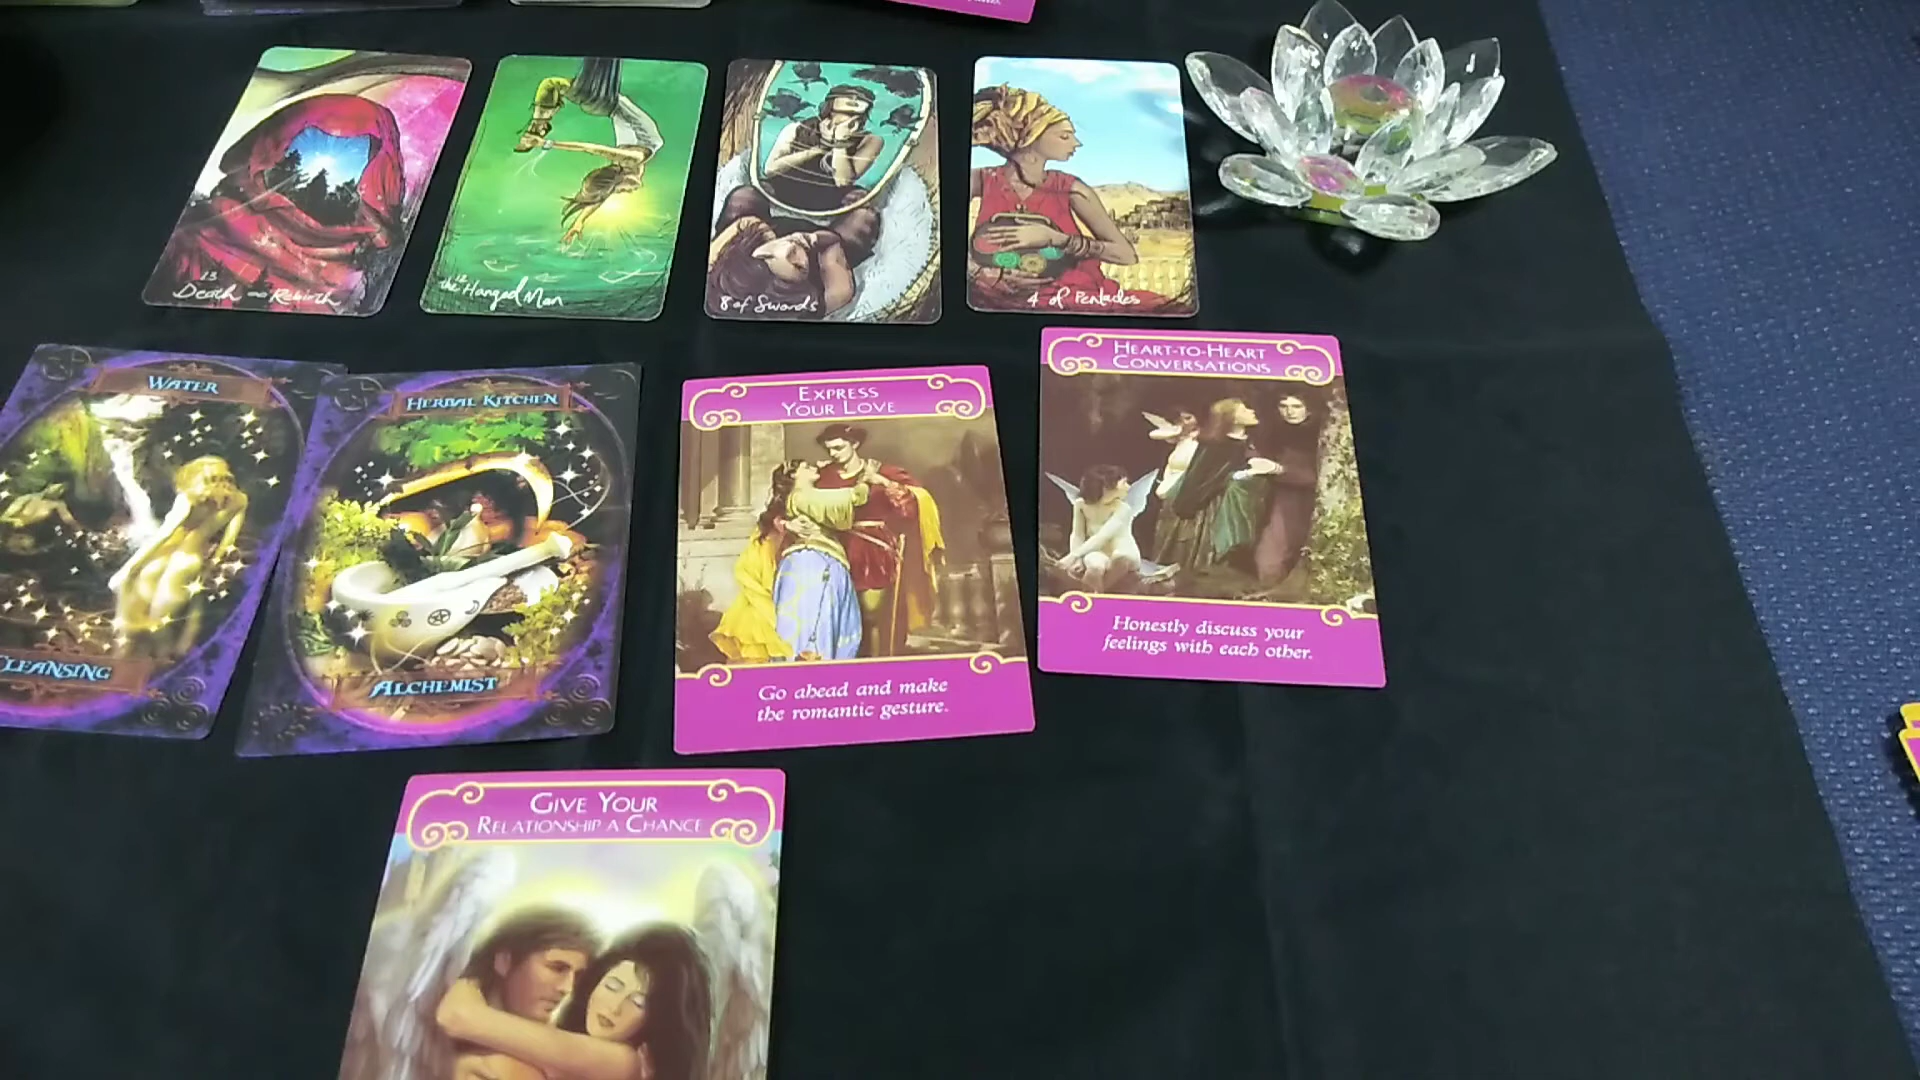 13
Death and Rebirth
12
the Hanged Man
8 of Swords
4 of Pentacles
WATER
CLEANSING
HERBAL KITCHEN
ALCHEMIST
EXPRESS
YOUR LOVE
Go ahead and make
the romantic gesture.
HEART-TO-HEART
CONVERSATIONS
Honestly discuss your
feelings with each other.
GIVE YOUR
RELATIONSHIP A CHANCE